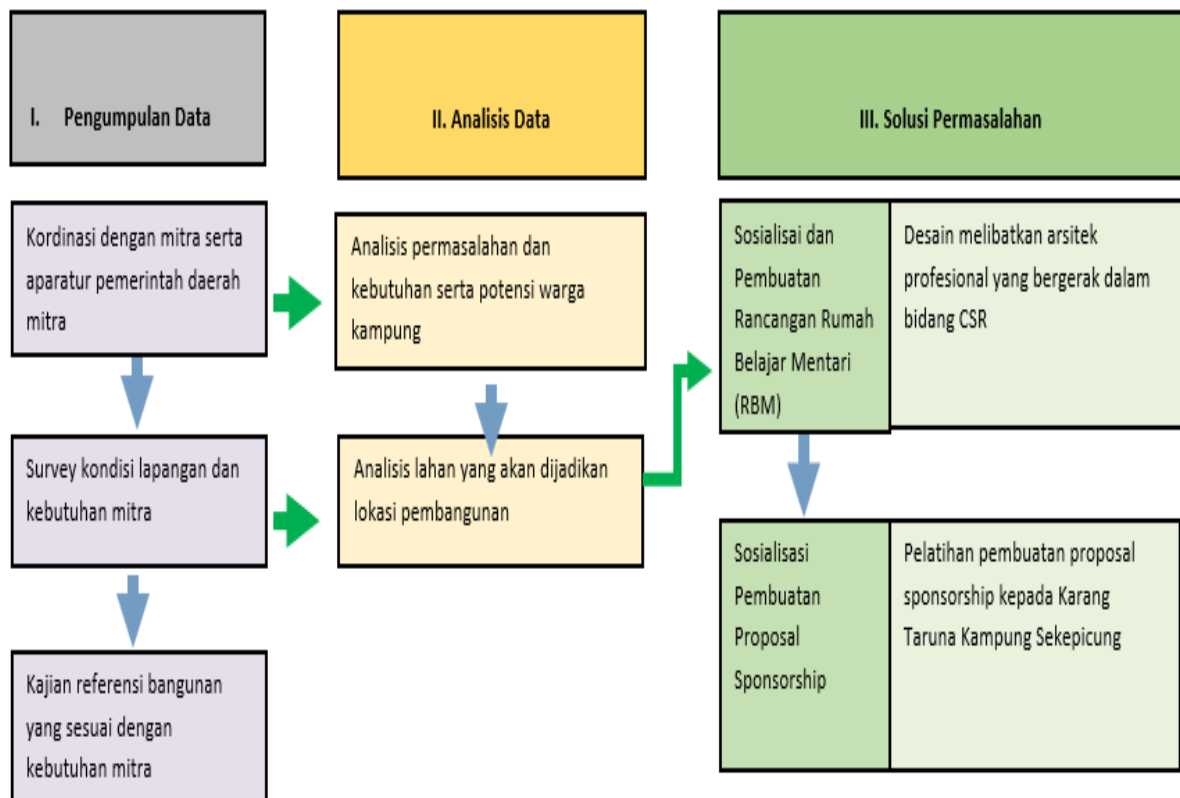 I. Pengumpulan Data
II. Analisis Data
III. Solusi Permasalahan
Kordinasi dengan mitra serta
aparatur pemerintah daerah
mitra
Survey kondisi lapangan dan
kebutuhan mitra
Kajian referensi bangunan
yang sesuai dengan
kebutuhan mitra
Analisis permasalahan dan
kebutuhan serta potensi warga
kampung
Analisis lahan yang akan dijadikan
lokasi pembangunan
Sosialisai dan
Pembuatan
Rancangan Rumah
Belajar Mentari
(RBM)
Desain melibatkan arsitek
profesional yang bergerak dalam
bidang CSR
Sosialisasi
Pembuatan
Proposal
Sponsorship
Pelatihan pembuatan proposal
sponsorship kepada Karang
Taruna Kampung Sekepicung